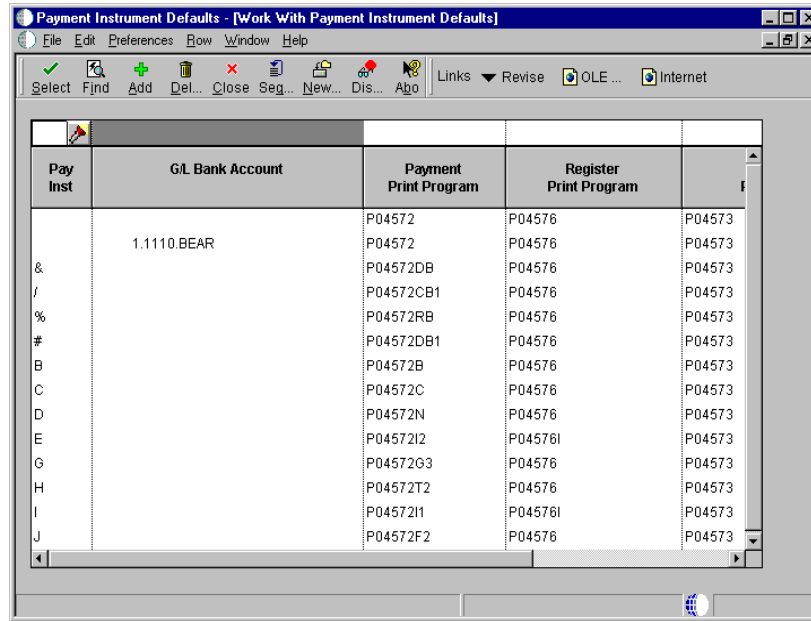 Payment Instrument Defaults - [Work With Payment Instrument Defaults]
File Edit Preferences Row Window Help
Select Find Add Del... Close Seq... New... Dis... Abo Links Revise OLE ... Internet
Pay Inst G/L Bank Account Payment Print Program Register Print Program
P04572 P04576 P04573
1.1110.BEAR P04572 P04576 P04573
& P04572DB P04576 P04573
/ P04572CB1 P04576 P04573
% P04572RB P04576 P04573
# P04572DB1 P04576 P04573
B P04572B P04576 P04573
C P04572C P04576 P04573
D P04572N P04576 P04573
E P04572I2 P04576I P04573
G P04572G3 P04576 P04573
H P04572T2 P04576 P04573
I P04572I1 P04576I P04573
J P04572F2 P04576 P04573